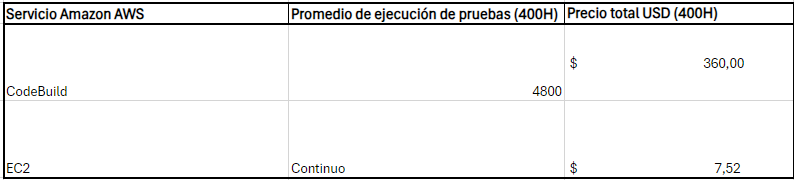 Servicio Amazon AWS Promedio de ejecución de pruebas (400H) Precio total USD (400H)
CodeBuild 4800 $ 360,00
EC2 Continuo $ 7,52